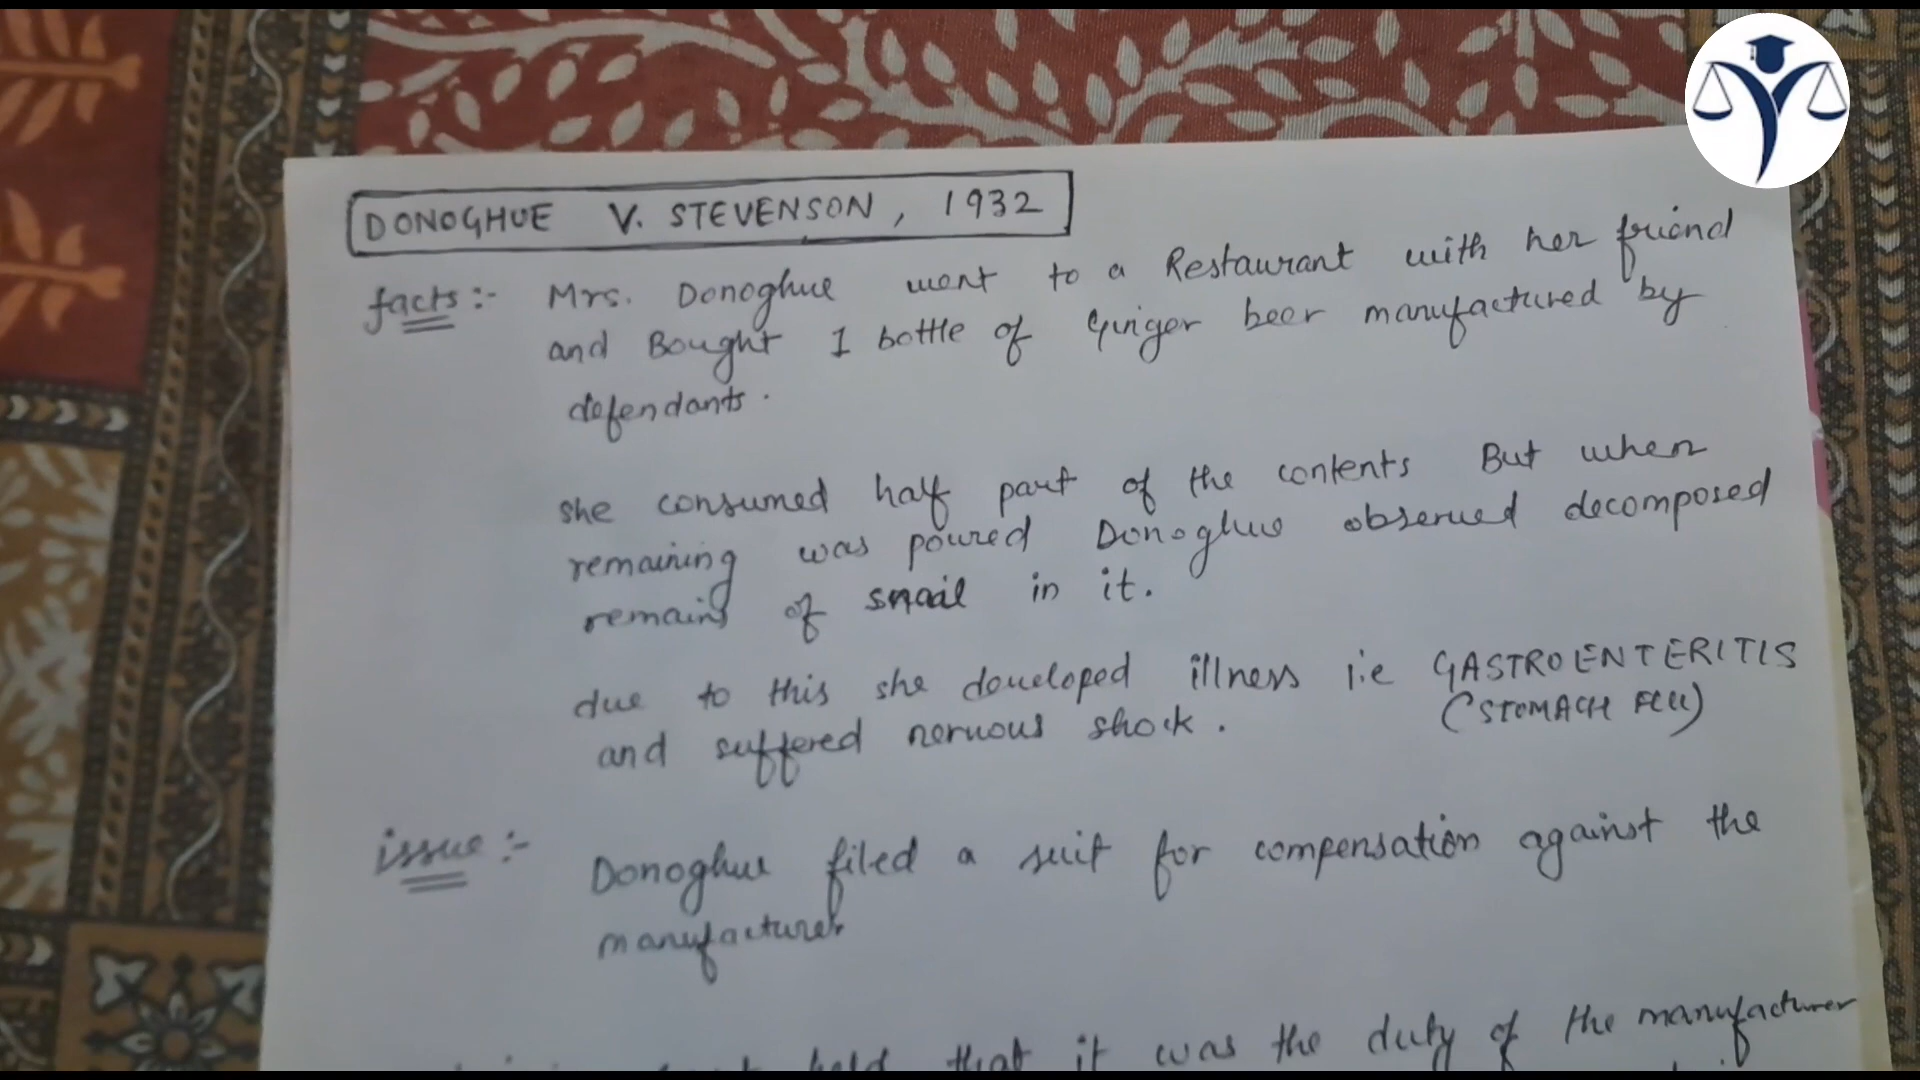 DONOGHUE V. STEVENSON, 1932
facts:- Mrs. Donoghue went to a Restaurant with her friend
and Bought 1 bottle of Ginger beer manufactured by
defendants.
she consumed half part of the contents But when
remaining was poured Donoghue observed decomposed
remains of snail in it.
due to this she developed illness i.e GASTROENTERITIS
(STOMACH FLU)
and suffered nervous shock.
issue:- Donoghue filed a suit for compensation against the
manufacturer
held that it was the duty of the manufacturer